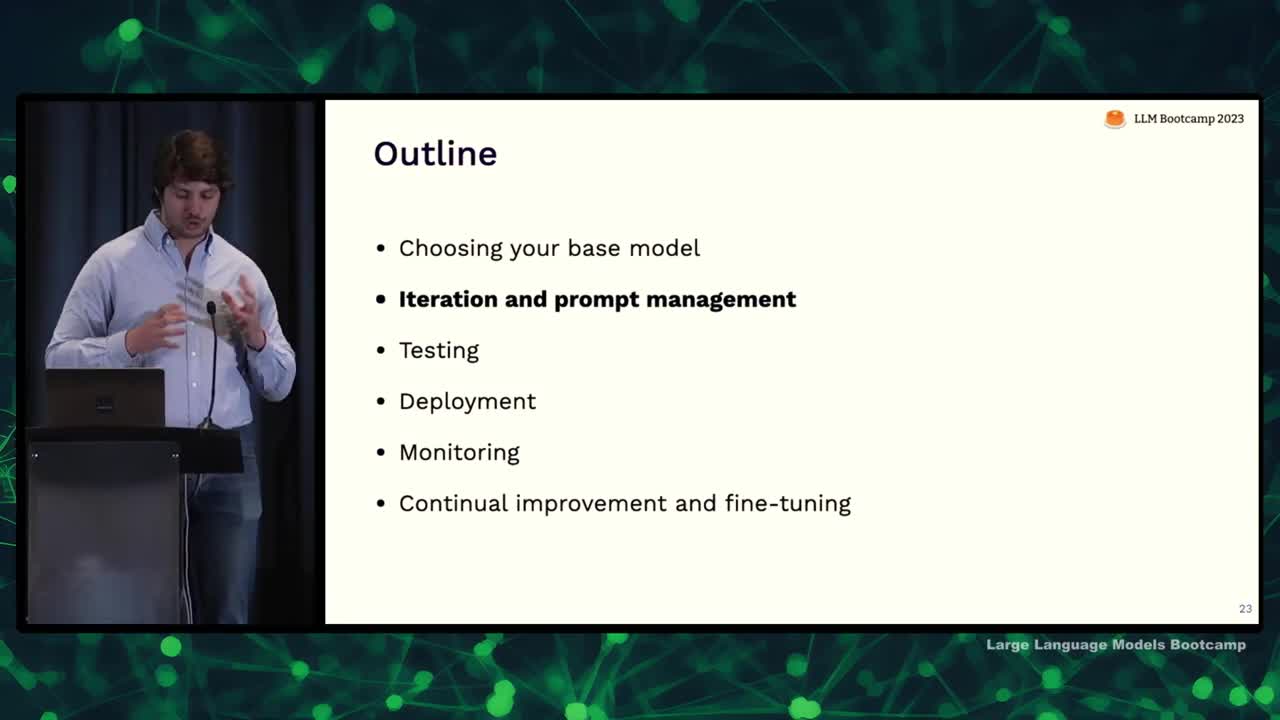 LLM Bootcamp 2023
Outline
• Choosing your base model
• Iteration and prompt management
• Testing
• Deployment
• Monitoring
• Continual improvement and fine-tuning
23
Large Language Models Bootcamp